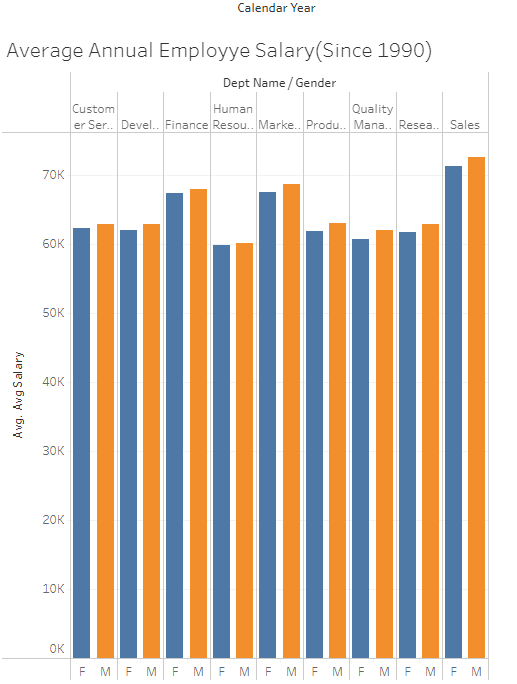 Calendar Year
Average Annual Employye Salary(Since 1990)
Dept Name / Gender
Custom
er Ser.. Devel.. Finance Human
Resou.. Marke.. Produ.. Quality
Mana.. Resea.. Sales
70K
60K
50K
40K
30K
20K
10K
0K
Avg. Avg Salary
F M F M F M F M F M F M F M F M F M